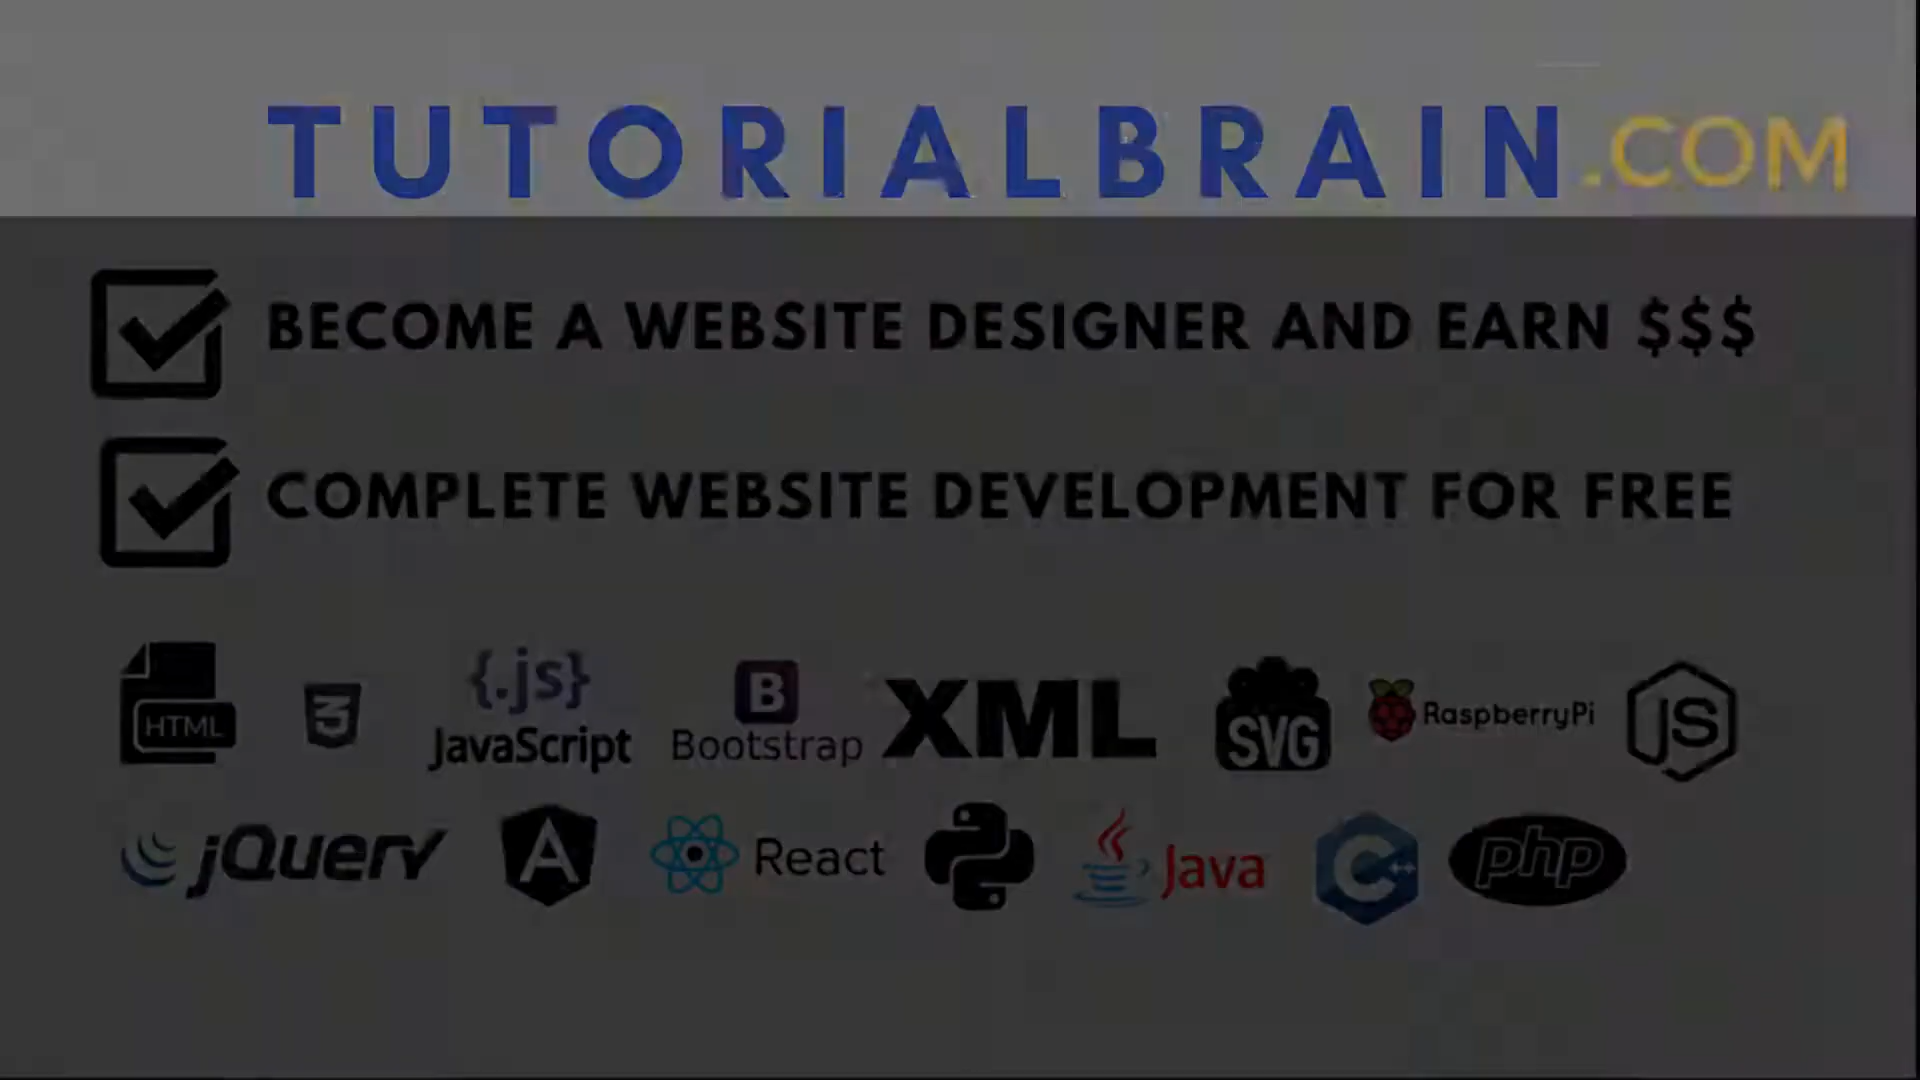 TUTORIALBRAIN.COM
BECOME A WEBSITE DESIGNER AND EARN $$$
COMPLETE WEBSITE DEVELOPMENT FOR FREE
HTML 3 {.js} JavaScript B Bootstrap XML SVG RaspberryPi JS
jQuery A React Java C++ php